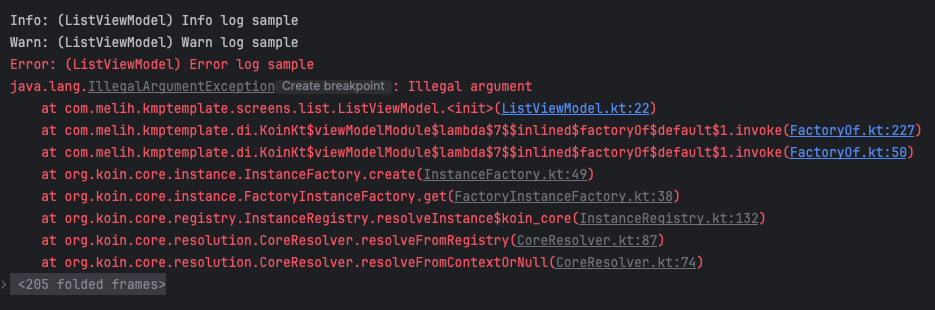 Info: (ListViewModel) Info log sample
Warn: (ListViewModel) Warn log sample
Error: (ListViewModel) Error log sample
java.lang.IllegalArgumentException Create breakpoint : Illegal argument
    at com.melih.kmptemplate.screens.list.ListViewModel.<init>(ListViewModel.kt:22)
    at com.melih.kmptemplate.di.KoinKt$viewModelModule$lambda$7$$inlined$factoryOf$default$1.invoke(FactoryOf.kt:227)
    at com.melih.kmptemplate.di.KoinKt$viewModelModule$lambda$7$$inlined$factoryOf$default$1.invoke(FactoryOf.kt:50)
    at org.koin.core.instance.InstanceFactory.create(InstanceFactory.kt:49)
    at org.koin.core.instance.FactoryInstanceFactory.get(FactoryInstanceFactory.kt:38)
    at org.koin.core.registry.InstanceRegistry.resolveInstance$koin_core(InstanceRegistry.kt:132)
    at org.koin.core.resolution.CoreResolver.resolveFromRegistry(CoreResolver.kt:87)
    at org.koin.core.resolution.CoreResolver.resolveFromContextOrNull(CoreResolver.kt:74)
<205 folded frames>